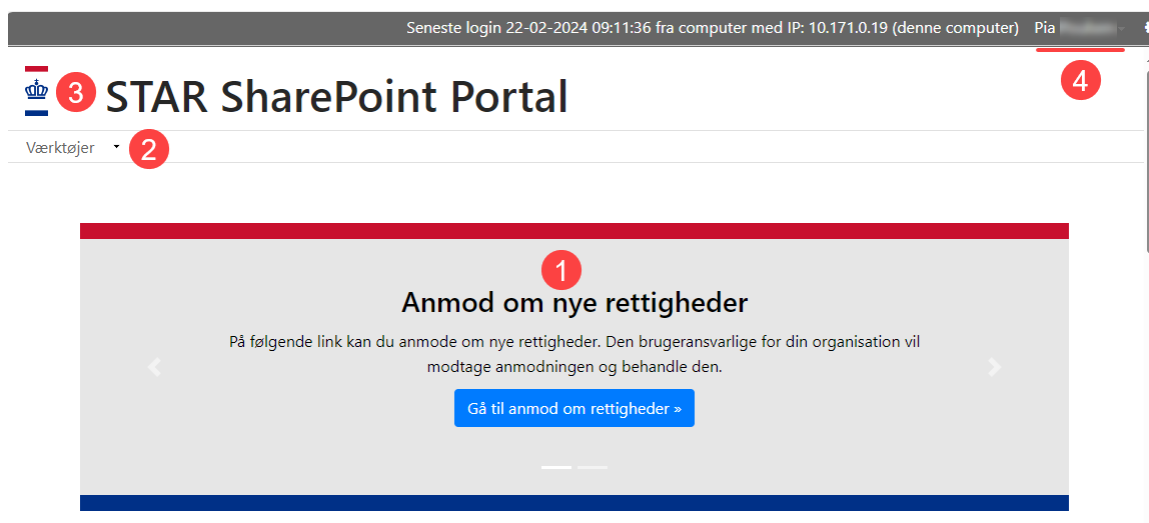 Seneste login 22-02-2024 09:11:36 fra computer med IP: 10.171.0.19 (denne computer) Pia
4
3 STAR SharePoint Portal
Værktøjer 2
1
Anmod om nye rettigheder
På følgende link kan du anmode om nye rettigheder. Den brugeransvarlige for din organisation vil
modtage anmodningen og behandle den.
Gå til anmod om rettigheder »